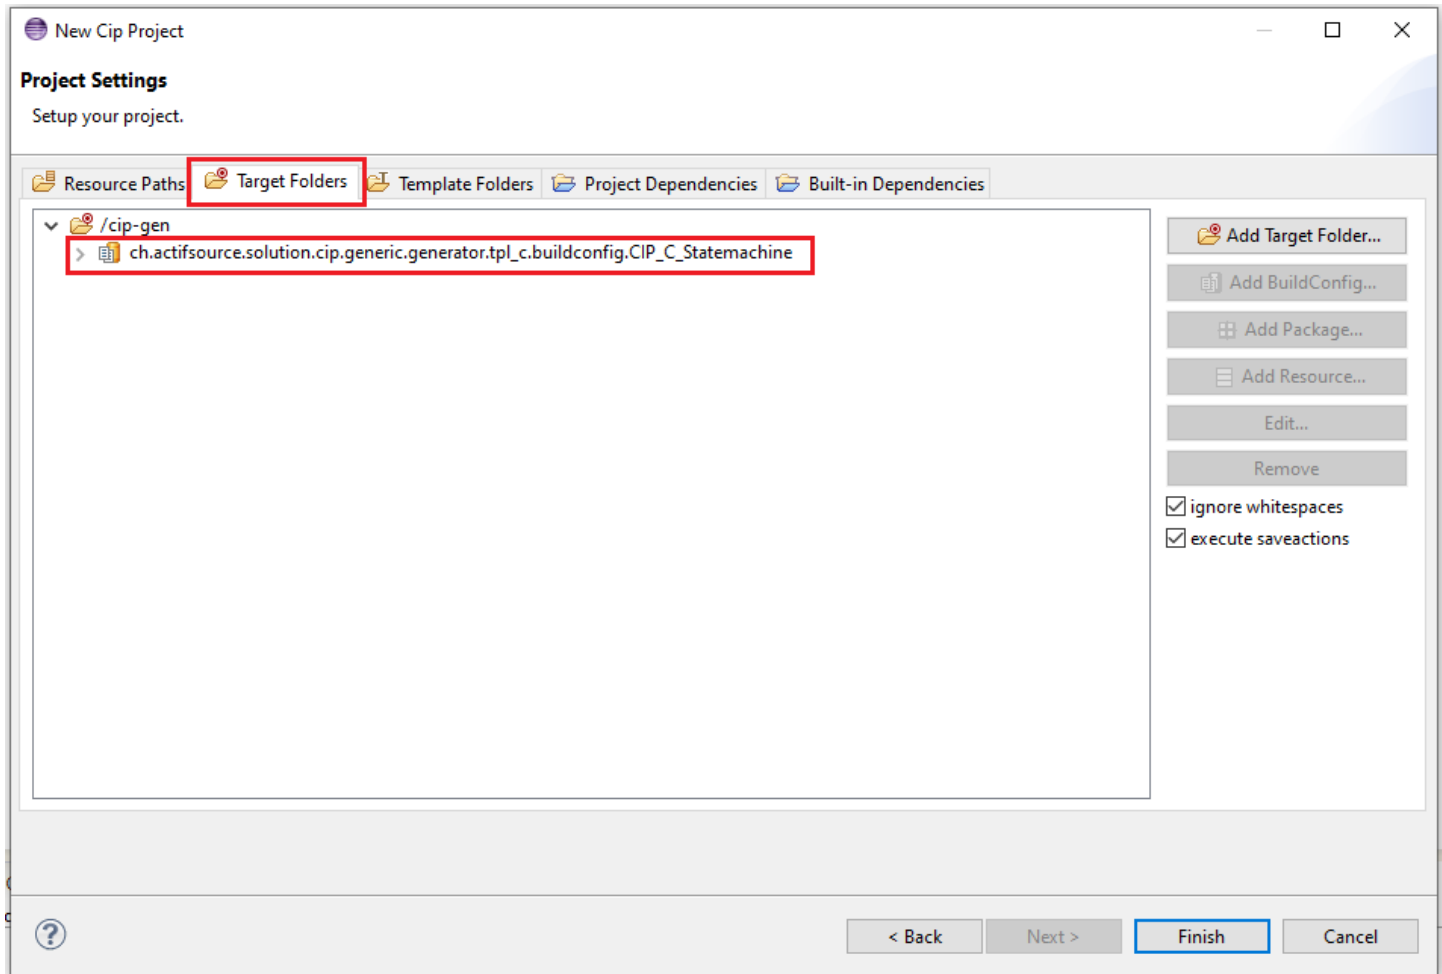 New Cip Project
Project Settings
Setup your project.
Resource Paths
Target Folders
Template Folders
Project Dependencies
Built-in Dependencies
/cip-gen
ch.actifsource.solution.cip.generic.generator.tpl_c.buildconfig.CIP_C_Statemachine
Add Target Folder...
Add BuildConfig...
Add Package...
Add Resource...
Edit...
Remove
ignore whitespaces
execute saveactions
< Back
Next >
Finish
Cancel